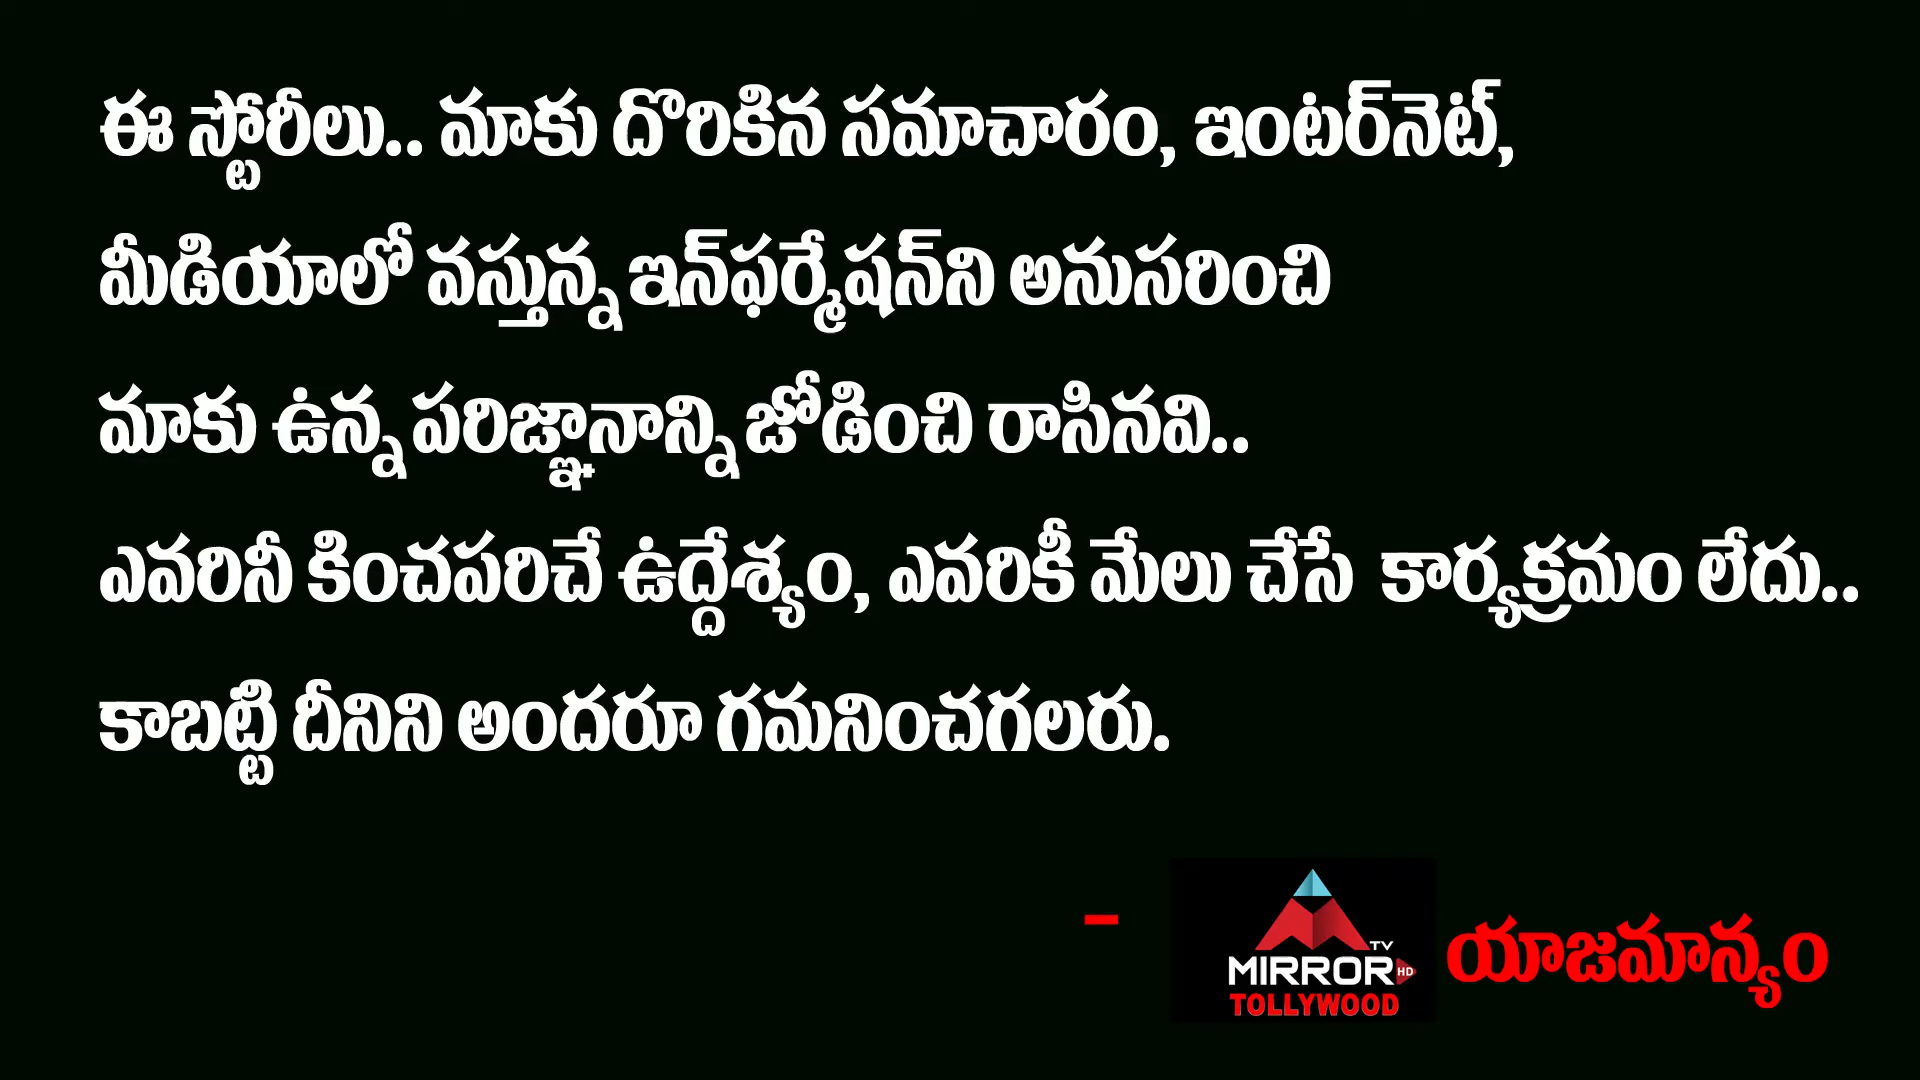 ఈ స్టోరీలు.. మాకు దొరికిన సమాచారం, ఇంటర్‌నెట్,
మీడియాలో వస్తున్న ఇన్‌ఫర్మేషన్‌ని అనుసరించి
మాకు ఉన్న పరిజ్ఞానాన్ని జోడించి రాసినవి..
ఎవరినీ కించపరిచే ఉద్దేశ్యం, ఎవరికీ మేలు చేసే కార్యక్రమం లేదు..
కాబట్టి దీనిని అందరూ గమనించగలరు.
- TV MIRROR HD TOLLYWOOD యాజమాన్యం